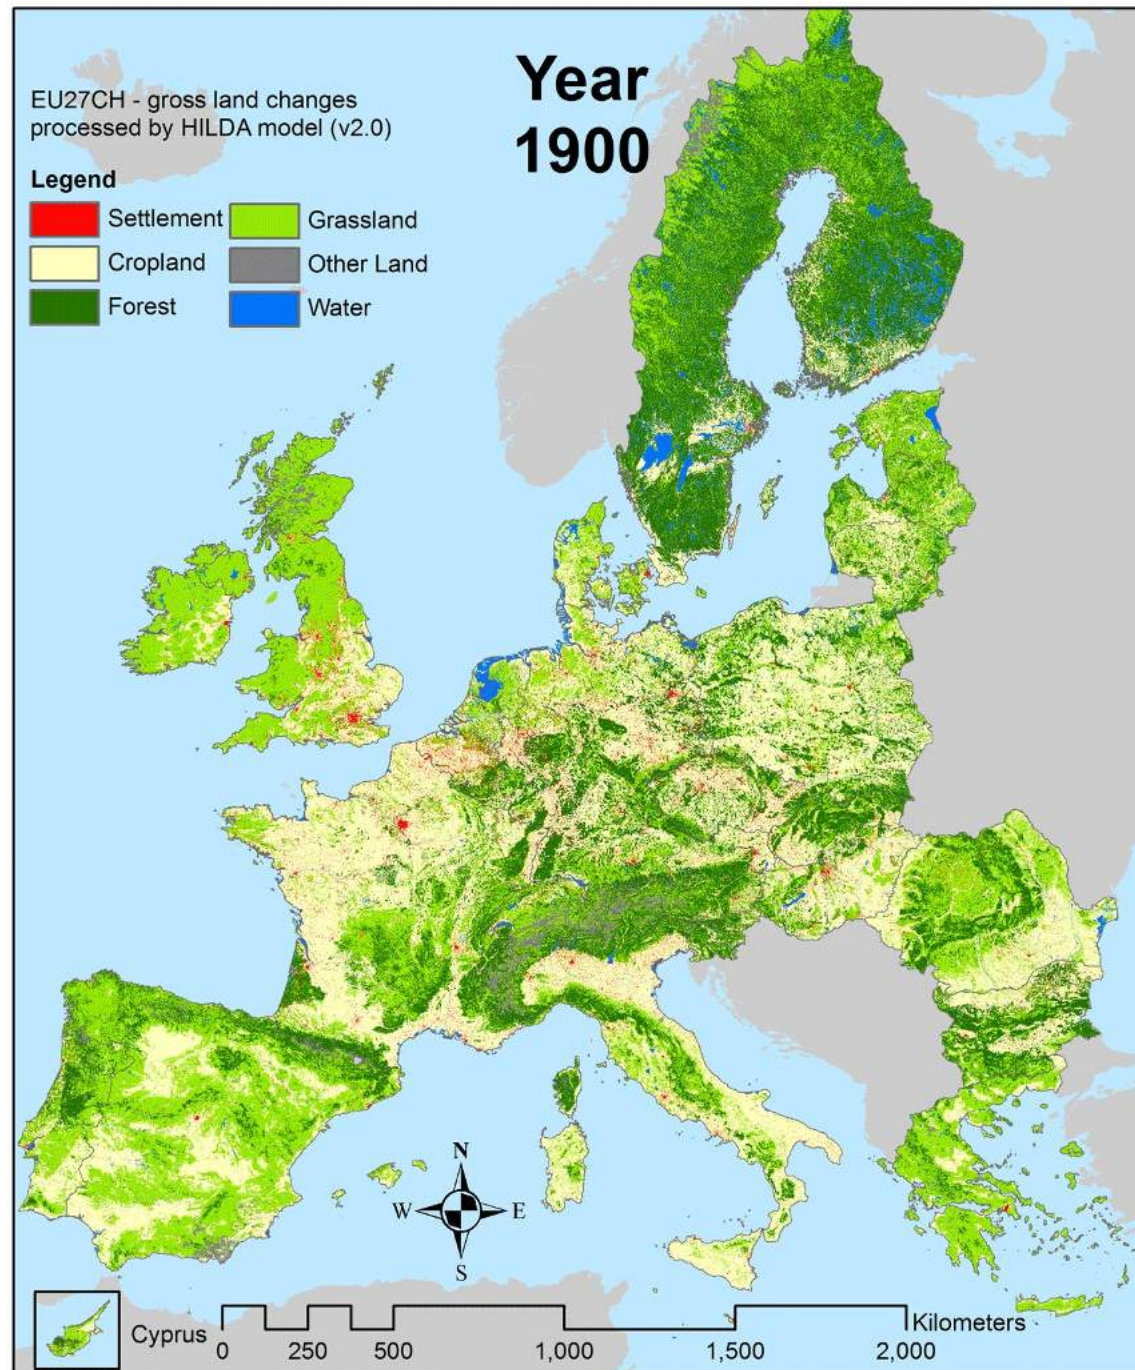 Year
1900
EU27CH - gross land changes
processed by HILDA model (v2.0)
Legend
Settlement Grassland
Cropland Other Land
Forest Water
N
W E
S
Cyprus
Kilometers
0 250 500 1,000 1,500 2,000